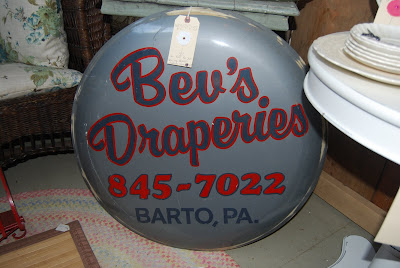 Bev's
Draperies
845-7022
BARTO, PA.